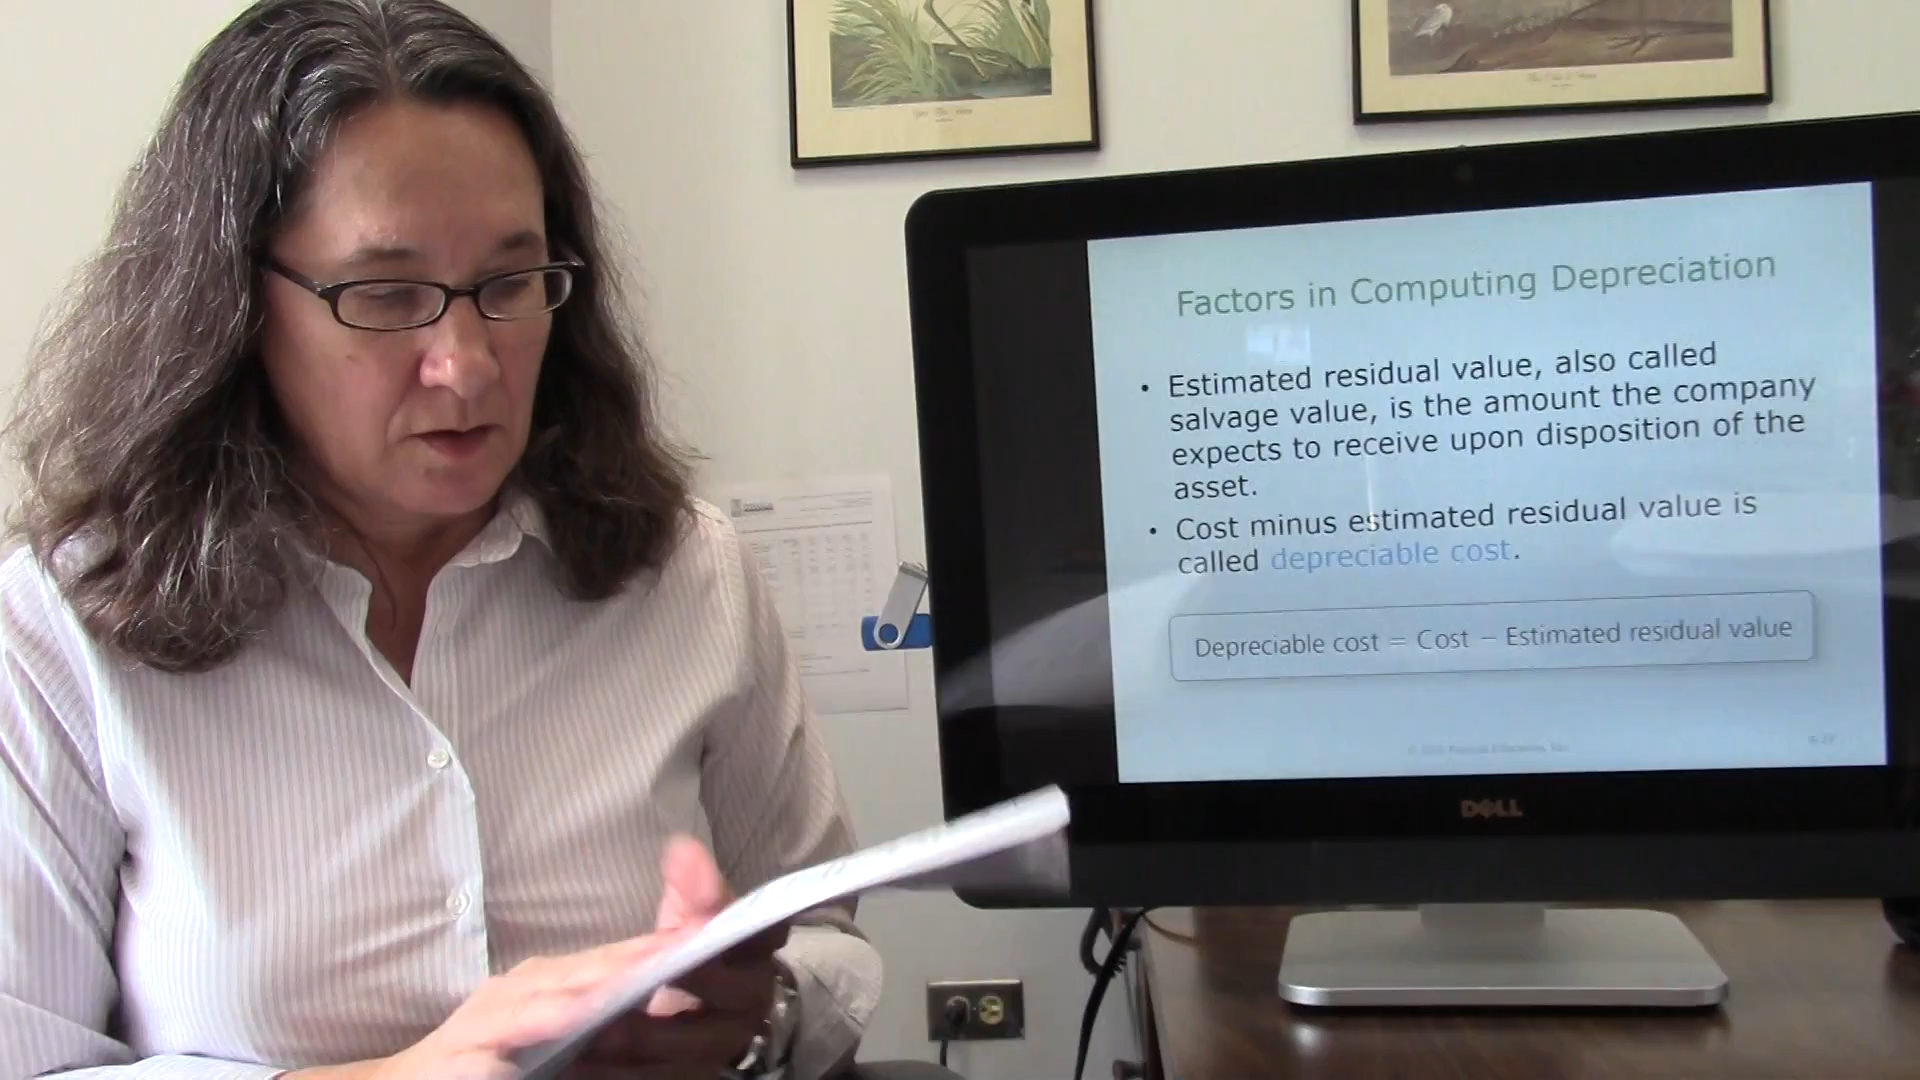 Factors in Computing Depreciation
• Estimated residual value, also called
salvage value, is the amount the company
expects to receive upon disposition of the
asset.
• Cost minus estimated residual value is
called depreciable cost.
Depreciable cost = Cost − Estimated residual value
DELL